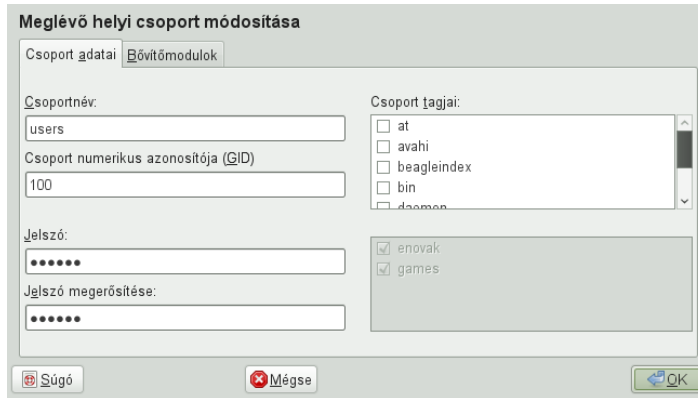 Meglévő helyi csoport módosítása
Csoport adatai
Bővítőmodulok
Csoportnév:
users
Csoport numerikus azonosítója (GID)
100
Jelszó:
●●●●●●
Jelszó megerősítése:
●●●●●●
Csoport tagjai:
at
avahi
beagleindex
bin
daemon
enovak
games
Súgó
Mégse
OK